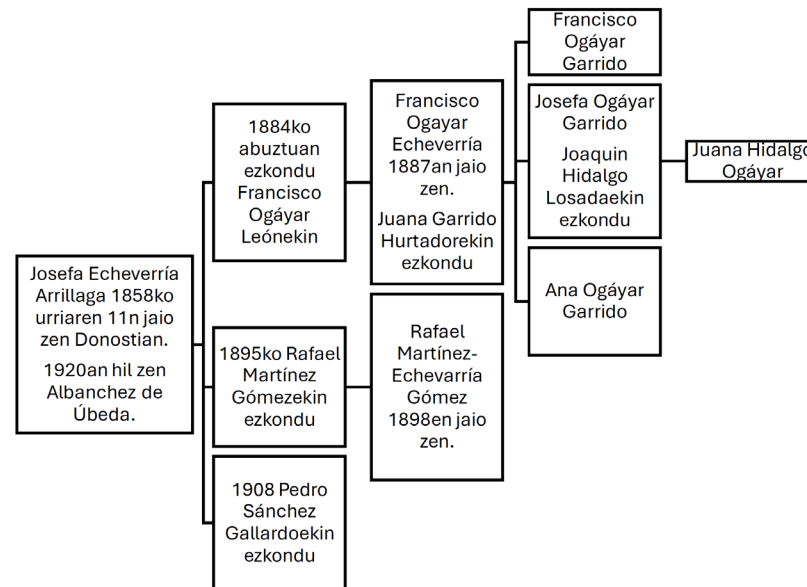 Josefa Echeverría
Arrillaga 1858ko
urriaren 11n jaio
zen Donostian.
1920an hil zen
Albanchez de
Úbeda.
1884ko
abuztuan
ezkondu
Francisco
Ogáyar
Leónekin
Francisco
Ogayar
Echeverría
1887an jaio
zen.
Juana Garrido
Hurtadorekin
ezkondu
Francisco
Ogáyar
Garrido
Josefa Ogáyar
Garrido
Joaquin
Hidalgo
Losadaekin
ezkondu
Juana Hidalgo
Ogáyar
Ana Ogáyar
Garrido
1895ko Rafael
Martínez
Gómezekin
ezkondu
Rafael
Martínez-
Echevarría
Gómez
1898en jaio
zen.
1908 Pedro
Sánchez
Gallardoekin
ezkondu